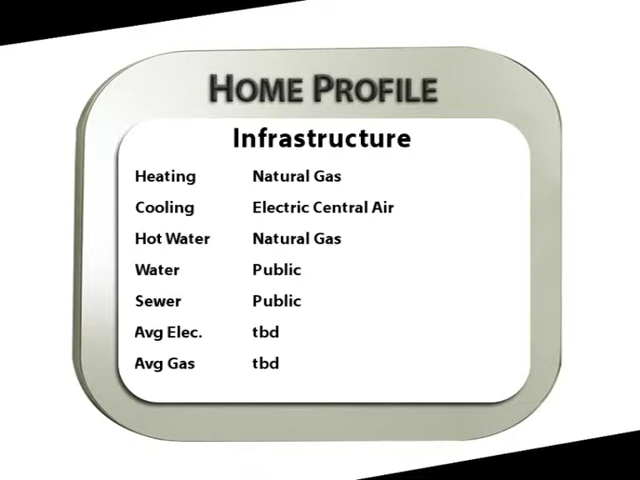 HOME PROFILE
Infrastructure
Heating Natural Gas
Cooling Electric Central Air
Hot Water Natural Gas
Water Public
Sewer Public
Avg Elec. tbd
Avg Gas tbd